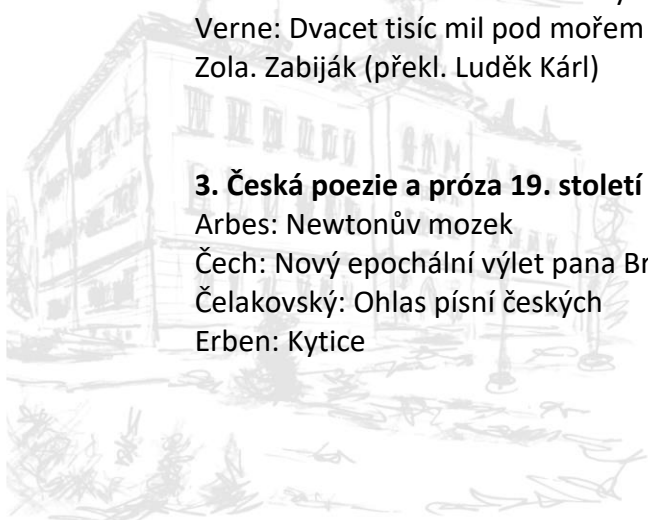 Verne: Dvacet tisíc mil pod mořem
Zola. Zabiják (překl. Luděk Kárl)
3. Česká poezie a próza 19. století
Arbes: Newtonův mozek
Čech: Nový epochální výlet pana Br
Čelakovský: Ohlas písní českých
Erben: Kytice